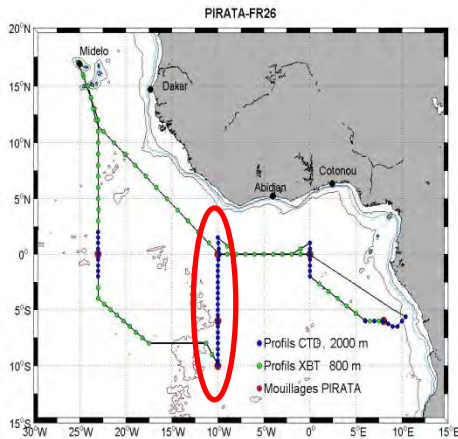 PIRATA-FR26
20°N
Midelo
15°N
Dakar
10°N
Abidjan
Cotonou
5°N
0°
5°S
Profils CTD, 2000 m
Profils XBT 800 m
10°S
Mouillages PIRATA
15°S
30°W 25°W 20°W 15°W 10°W 5°W 0° 5°E 10°E 15°E